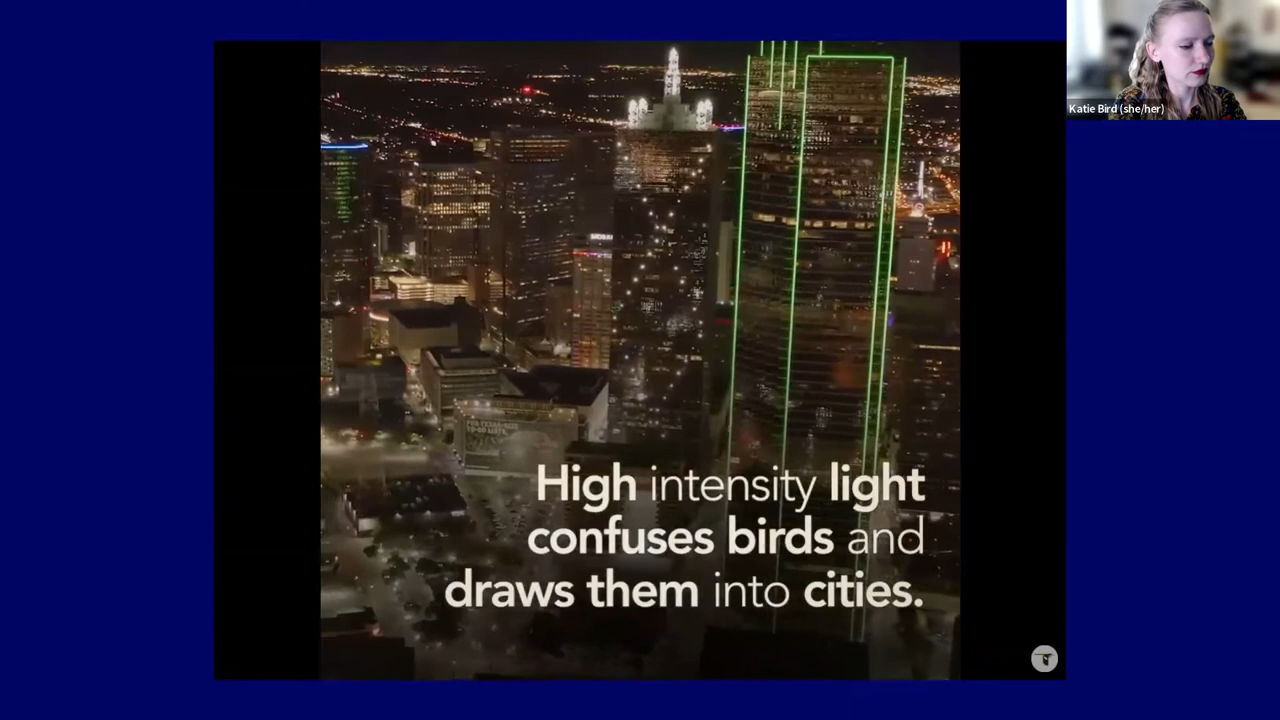 Katie Bird (she/her)
High intensity light
confuses birds and
draws them into cities.